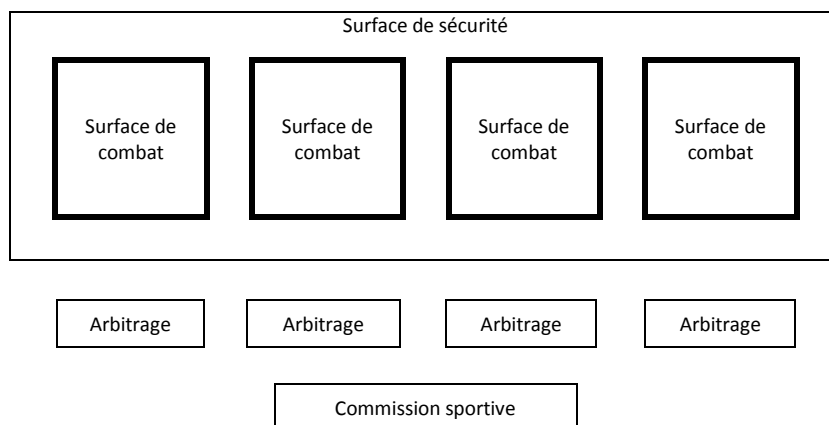 Surface de sécurité
Surface de
combat
Surface de
combat
Surface de
combat
Surface de
combat
Arbitrage
Arbitrage
Arbitrage
Arbitrage
Commission sportive